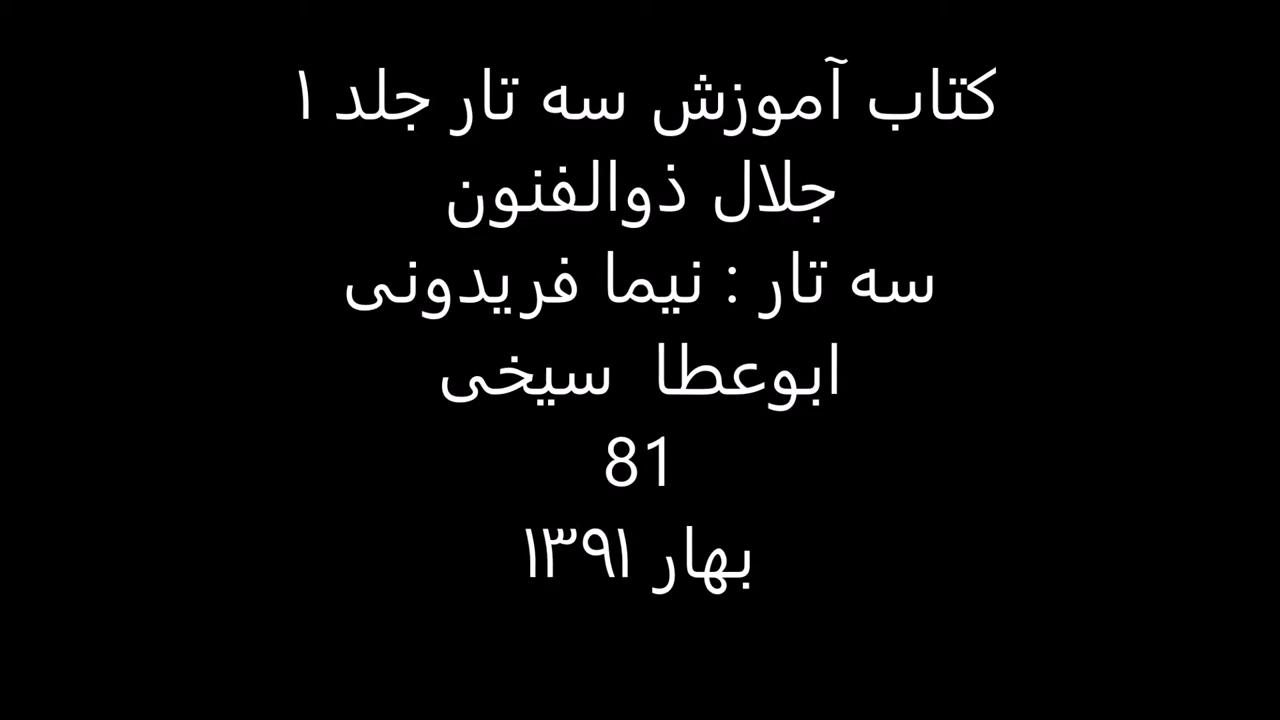 کتاب آموزش سه تار جلد ۱
جلال ذوالفنون
سه تار : نیما فریدونی
ابوعطا  سیخی
81
بهار ۱۳۹۱